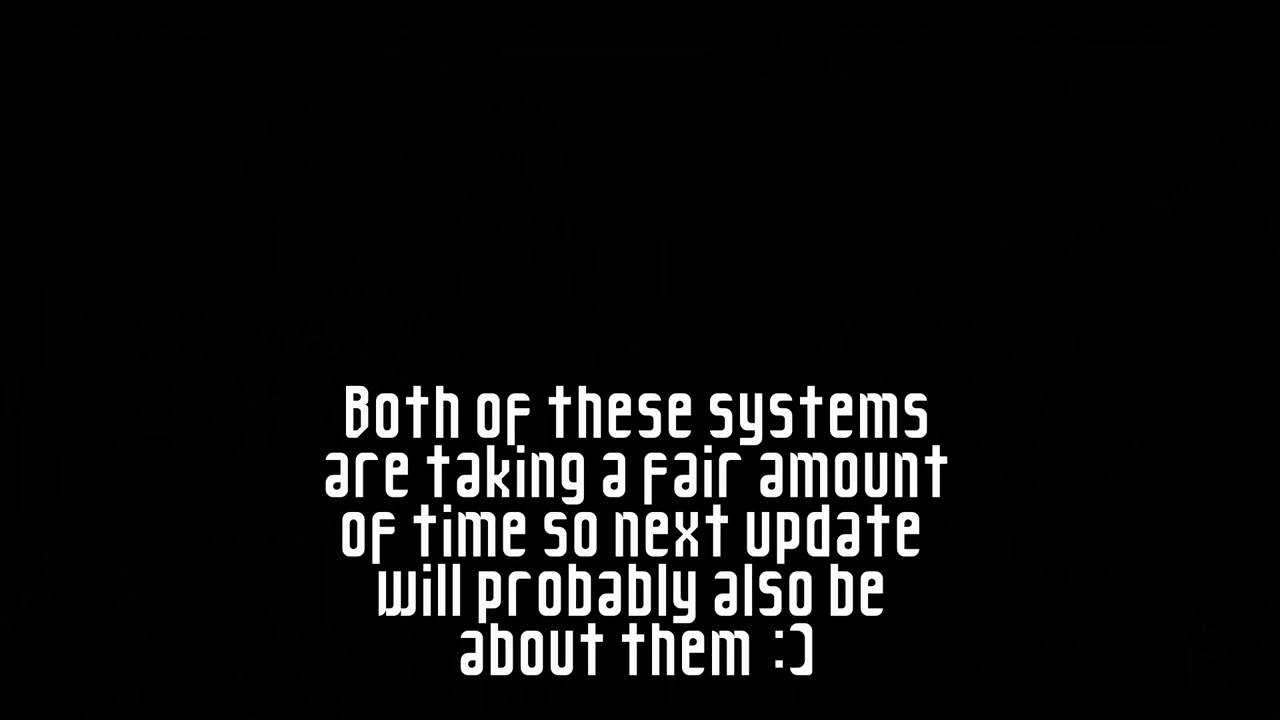 Both of these systems
are taking a fair amount
of time so next update
will probably also be
about them :)